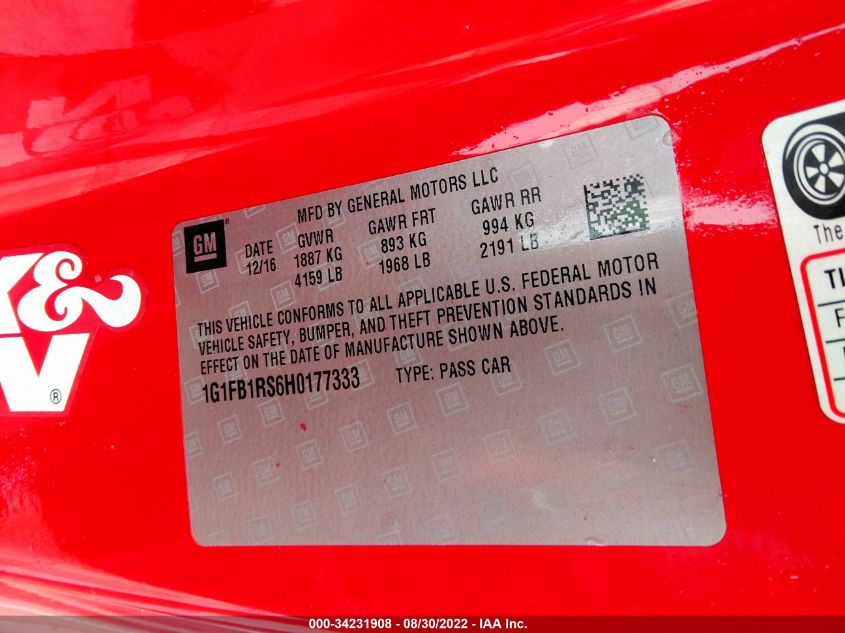 MFD BY GENERAL MOTORS LLC
GM
DATE GVWR GAWR FRT GAWR RR
12/16 1887 KG 893 KG 994 KG
4159 LB 1968 LB 2191 LB
THIS VEHICLE CONFORMS TO ALL APPLICABLE U.S. FEDERAL MOTOR
VEHICLE SAFETY, BUMPER, AND THEFT PREVENTION STANDARDS IN
EFFECT ON THE DATE OF MANUFACTURE SHOWN ABOVE.
1G1FB1RS6H0177333 TYPE: PASS CAR
K&
®
The
TI
F
000-34231908 - 08/30/2022 - IAA Inc.